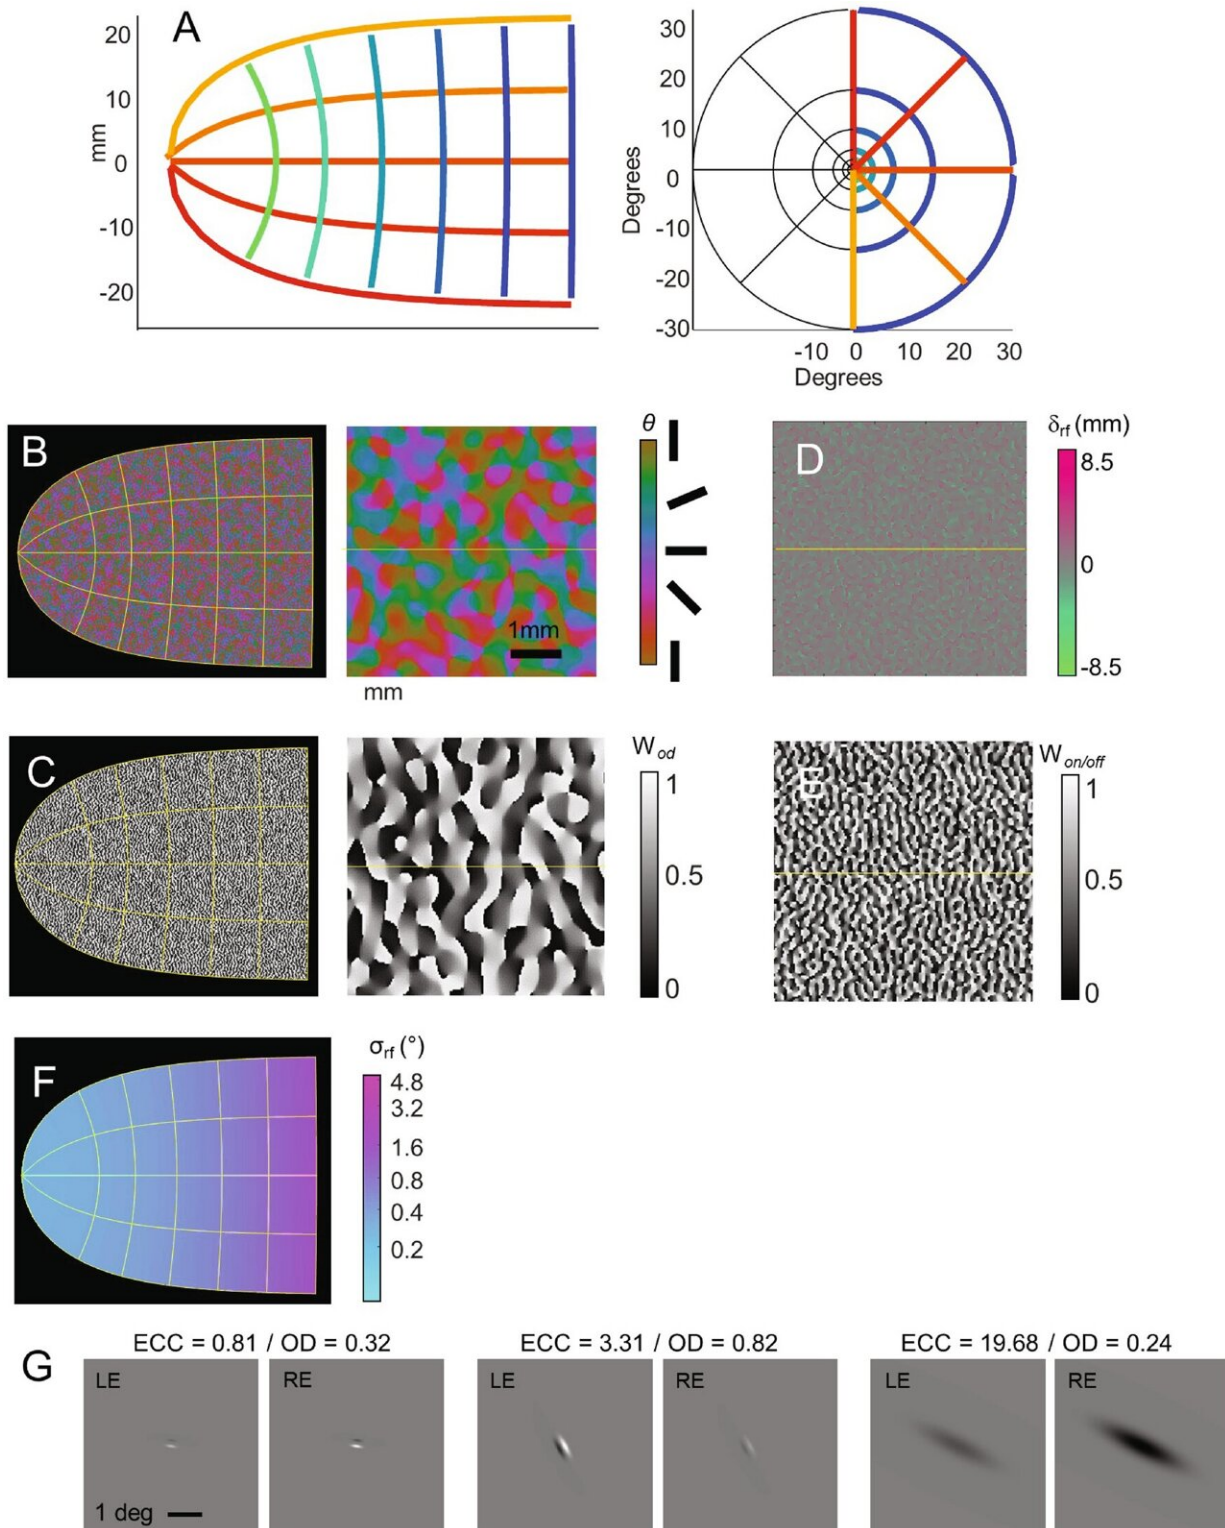 A
20
10
0
-10
-20
mm
30
20
10
0
-10
-20
-30
Degrees
-10 0 10 20 30
Degrees
B
1mm
mm
θ
D
δrf (mm)
8.5
0
-8.5
C
Wod
1
0.5
0
E
Won/off
1
0.5
0
F
σrf (°)
4.8
3.2
1.6
0.8
0.4
0.2
G
ECC = 0.81 / OD = 0.32
LE
RE
1 deg
ECC = 3.31 / OD = 0.82
LE
RE
ECC = 19.68 / OD = 0.24
LE
RE